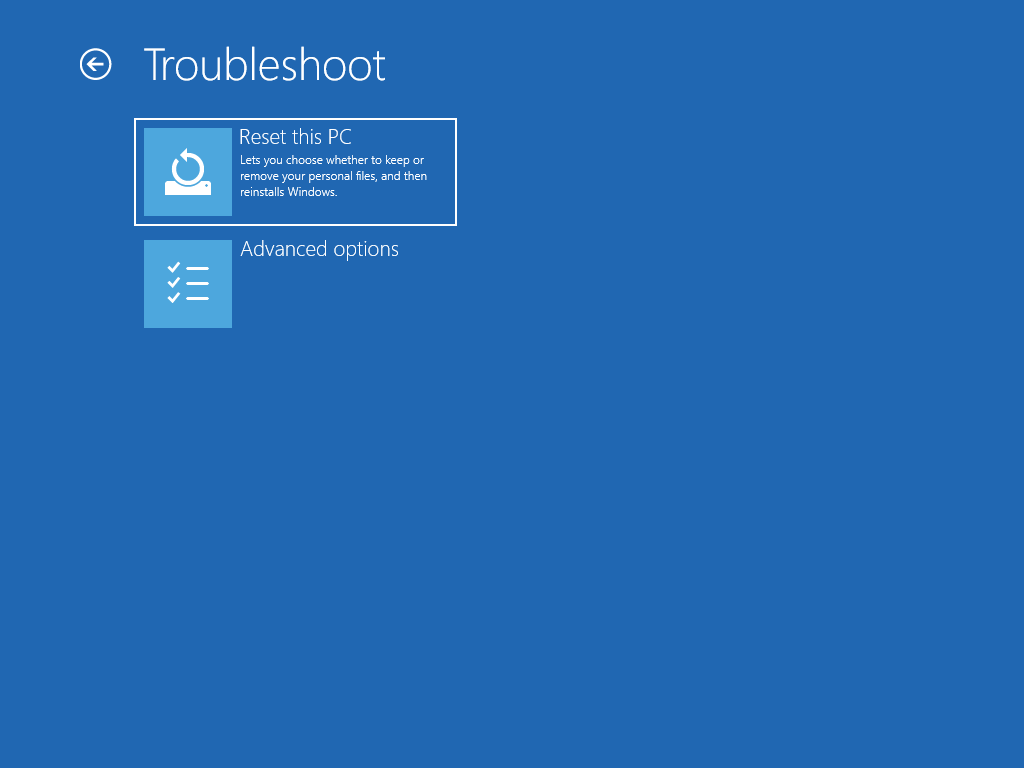 Troubleshoot
Reset this PC
Lets you choose whether to keep or
remove your personal files, and then
reinstalls Windows.
Advanced options